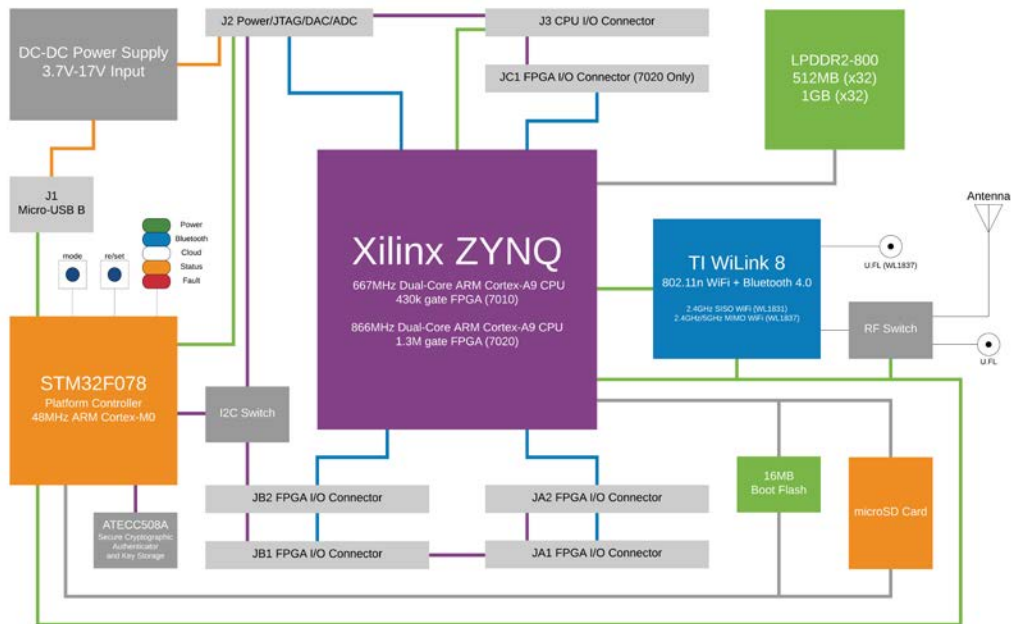 J2 Power/JTAG/DAC/ADC
J3 CPU I/O Connector
DC-DC Power Supply
3.7V-17V Input
JC1 FPGA I/O Connector (7020 Only)
LPDDR2-800
512MB (x32)
1GB (x32)
J1
Micro-USB B
Power
Bluetooth
Cloud
Status
Fault
mode
re/set
Antenna
Xilinx ZYNQ
667MHz Dual-Core ARM Cortex-A9 CPU
430k gate FPGA (7010)
866MHz Dual-Core ARM Cortex-A9 CPU
1.3M gate FPGA (7020)
TI WiLink 8
802.11n WiFi + Bluetooth 4.0
2.4GHz SISO WiFi (WL1831)
2.4GHz/5GHz MIMO WiFi (WL1837)
U.FL (WL1837)
RF Switch
U.FL
STM32F078
Platform Controller
48MHz ARM Cortex-M0
I2C Switch
JB2 FPGA I/O Connector
JA2 FPGA I/O Connector
16MB
Boot Flash
microSD Card
ATECC508A
Secure Cryptographic
Authenticator
and Key Storage
JB1 FPGA I/O Connector
JA1 FPGA I/O Connector